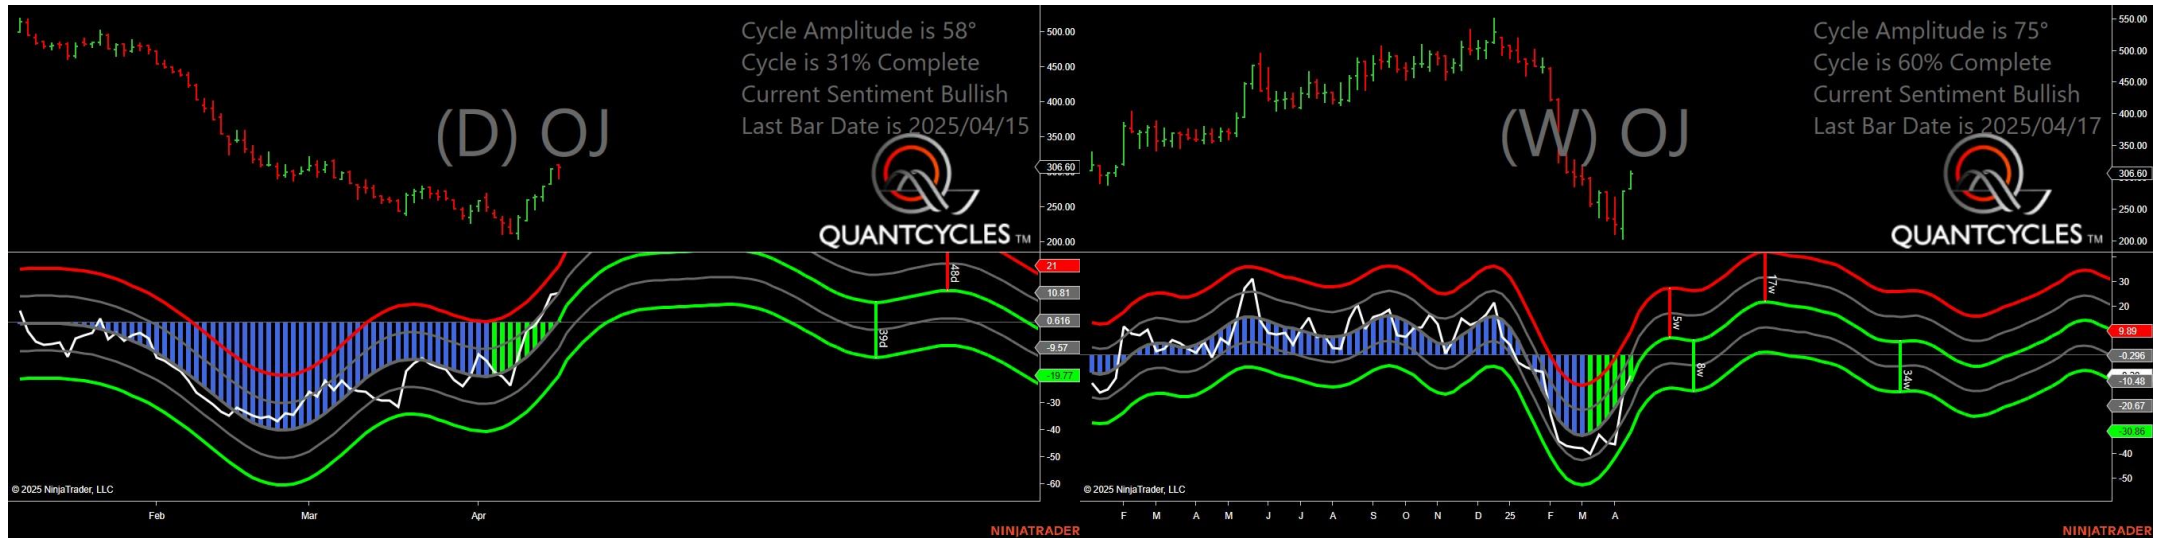 Cycle Amplitude is 58°
Cycle is 31% Complete
Current Sentiment Bullish
Last Bar Date is 2025/04/15
(D) OJ
QUANTCYCLES TM
500.00
450.00
400.00
350.00
306.60
250.00
200.00
21
10.81
0.616
-9.57
-19.77
-30
-40
-50
-60
48d
39d
© 2025 NinjaTrader, LLC
Feb Mar Apr
NINJATRADER
Cycle Amplitude is 75°
Cycle is 60% Complete
Current Sentiment Bullish
Last Bar Date is 2025/04/17
(W) OJ
QUANTCYCLES TM
550.00
500.00
450.00
400.00
350.00
306.60
250.00
200.00
30
20
9.89
-0.296
-10.48
-20.67
-30.86
-40
-50
5w
8w
17w
34w
© 2025 NinjaTrader, LLC
F M A M J J A S O N D 25 F M A
NINJATRADER